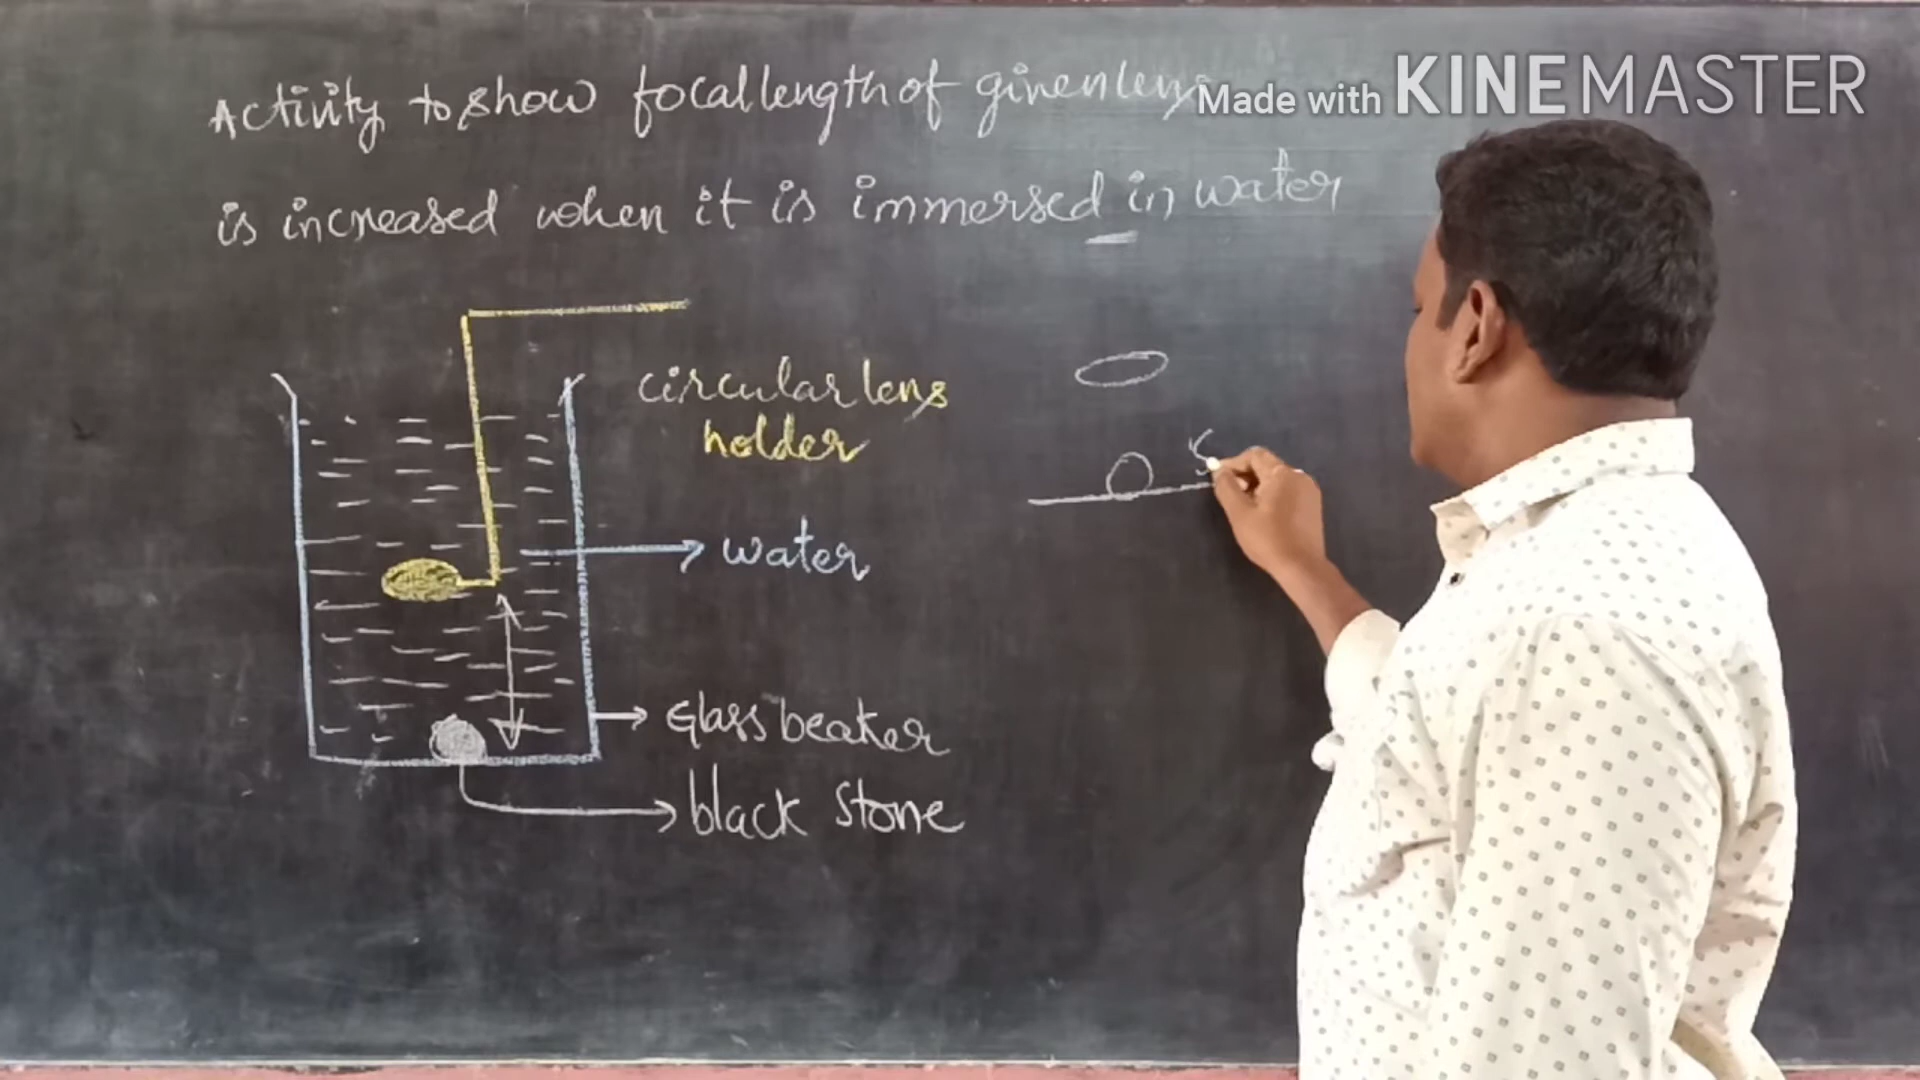 Activity to show focal length of given lens
Made with KINEMASTER
is increased when it is immersed in water
circular lens
holder
water
Glass beaker
black stone